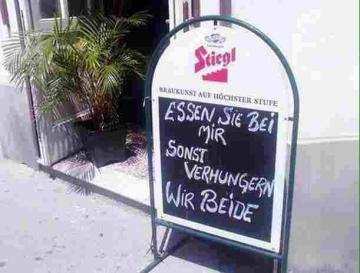 Stiegl
BRAUKUNST AUF HÖCHSTER STUFE
ESSEN SIE BEI
MIR
SONST
VERHUNGERN
WIR BEIDE